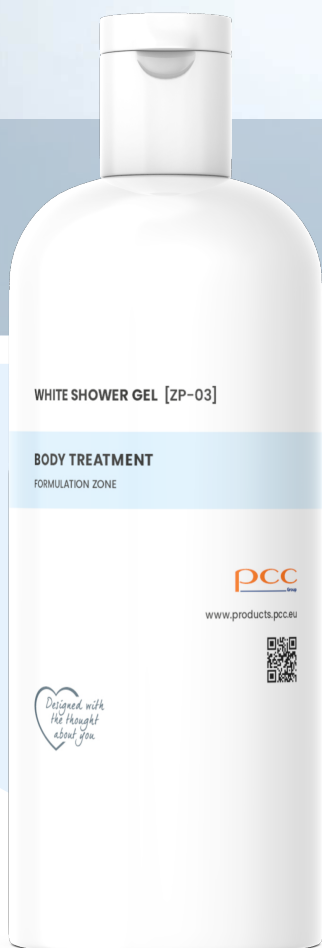 WHITE SHOWER GEL [ZP-03]
BODY TREATMENT
FORMULATION ZONE
pcc
Group
www.products.pcc.eu
Designed with
the thought
about you